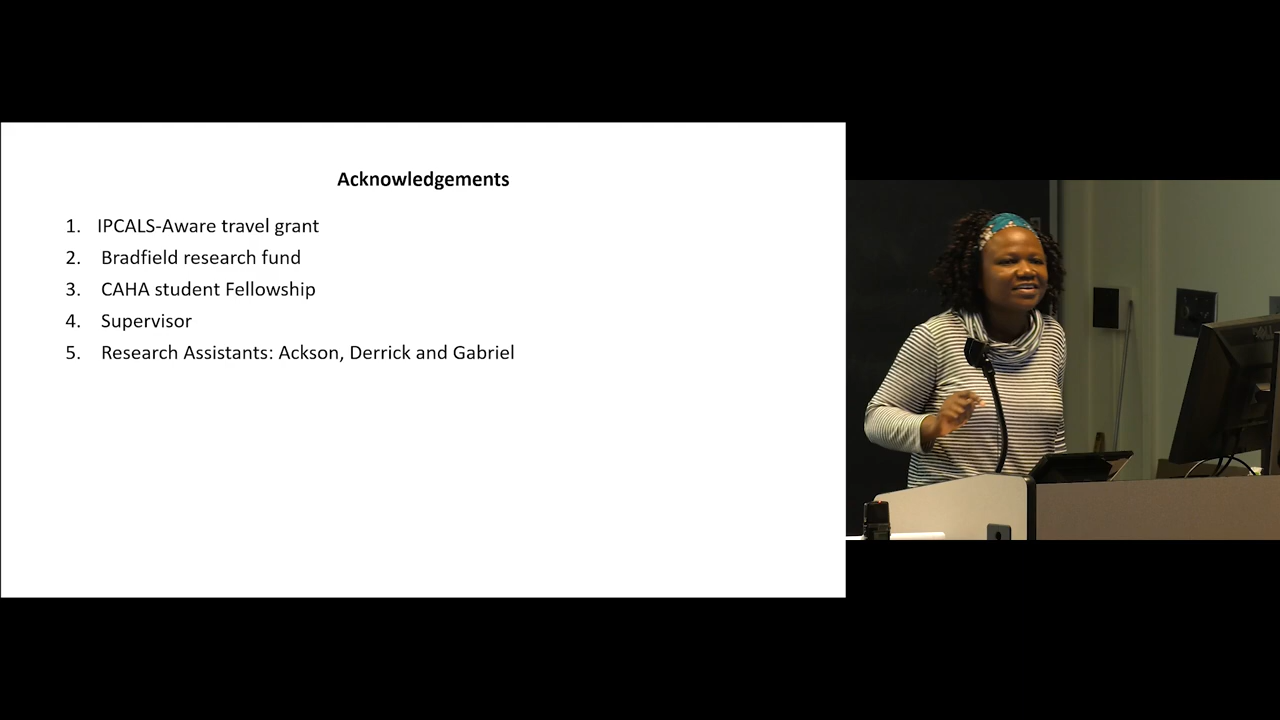 Acknowledgements
1. IPCALS-Aware travel grant
2. Bradfield research fund
3. CAHA student Fellowship
4. Supervisor
5. Research Assistants: Ackson, Derrick and Gabriel